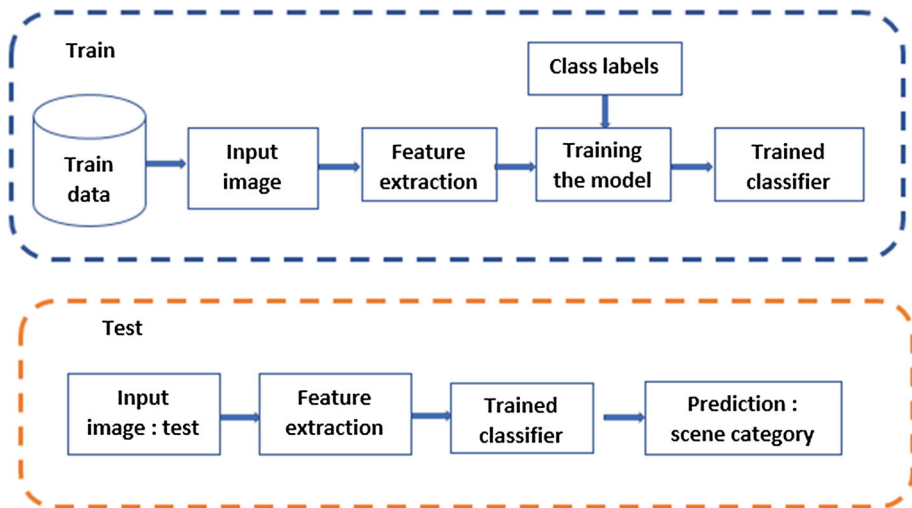 Train
Class labels
Train
data
Input
image
Feature
extraction
Training
the model
Trained
classifier
Test
Input
image : test
Feature
extraction
Trained
classifier
Prediction :
scene category